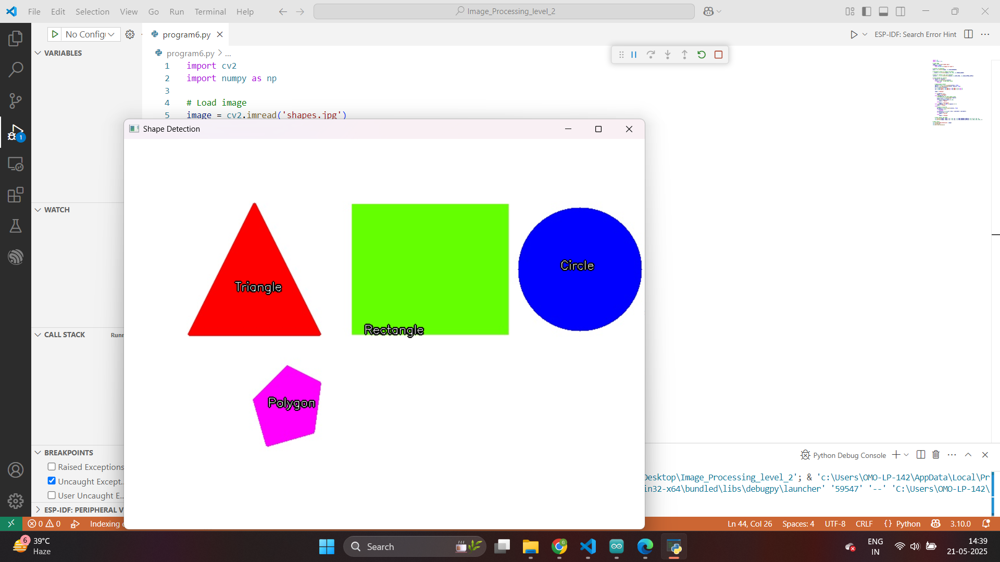 File Edit Selection View Go Run Terminal Help
Image_Processing_level_2
No Config
program6.py
ESP-IDF: Search Error Hint
VARIABLES
program6.py > ...
1 import cv2
2 import numpy as np
3
4 # Load image
5 image = cv2.imread('shapes.jpg')
1
Shape Detection
Triangle
Rectangle
Circle
Polygon
WATCH
CALL STACK
BREAKPOINTS
Raised Exceptions
Uncaught Except...
User Uncaught E...
ESP-IDF: PERIPHERAL V
Python Debug Console
Desktop\Image_Processing_level_2'; & 'c:\Users\OMO-LP-142\AppData\Local\Pr
in32-x64\bundled\libs\debugpy\launcher' '59547' '--' 'C:\Users\OMO-LP-142\
0 0 Indexing
Ln 44, Col 26 Spaces: 4 UTF-8 CRLF {} Python 3.10.0
6 39°C
Haze
Search
ENG
IN
14:39
21-05-2025